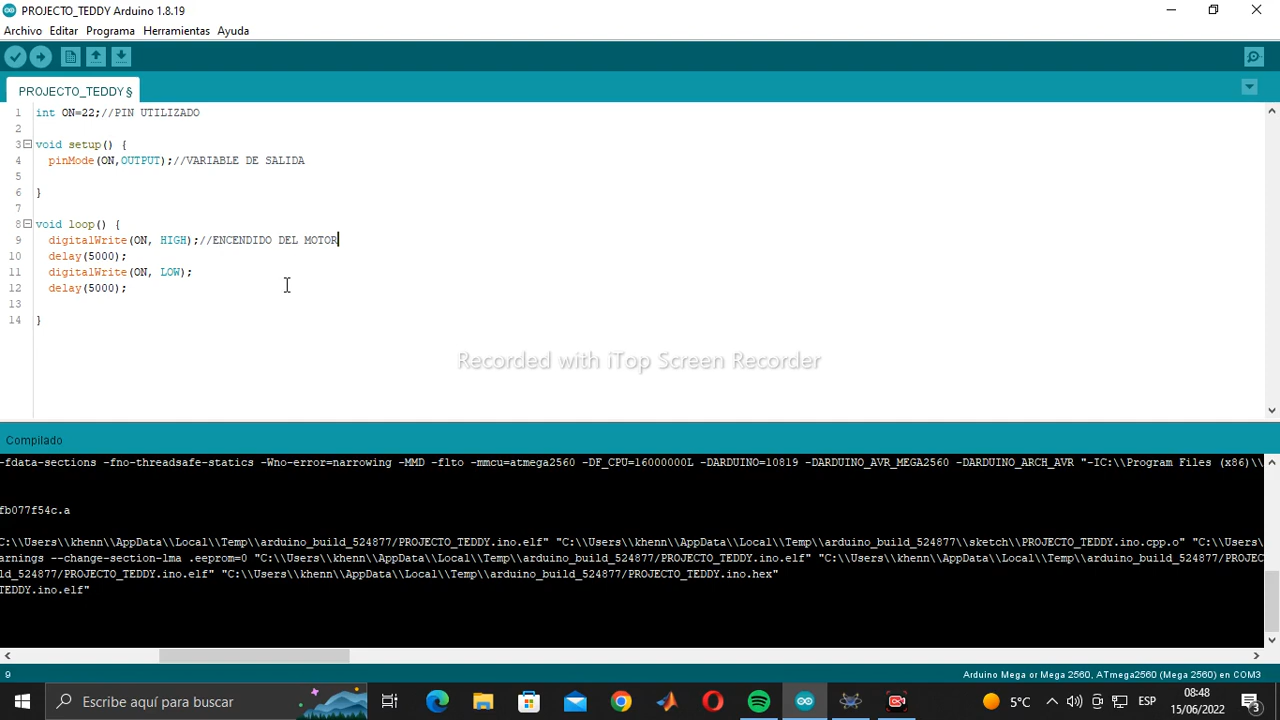 PROJECTO_TEDDY Arduino 1.8.19
Archivo Editar Programa Herramientas Ayuda
PROJECTO_TEDDY §
1 int ON=22;//PIN UTILIZADO
2
3 void setup() {
4 pinMode(ON,OUTPUT);//VARIABLE DE SALIDA
5
6 }
7
8 void loop() {
9 digitalWrite(ON, HIGH);//ENCENDIDO DEL MOTOR
10 delay(5000);
11 digitalWrite(ON, LOW);
12 delay(5000);
13
14 }
Recorded with iTop Screen Recorder
Compilado
-fdata-sections -fno-threadsafe-statics -Wno-error=narrowing -MMD -flto -mmcu=atmega2560 -DF_CPU=16000000L -DARDUINO=10819 -DARDUINO_AVR_MEGA2560 -DARDUINO_ARCH_AVR "-IC:\\Program Files (x86)\\
fb077f54c.a
C:\\Users\\khenn\\AppData\\Local\\Temp\\arduino_build_524877/PROJECTO_TEDDY.ino.elf" "C:\\Users\\khenn\\AppData\\Local\\Temp\\arduino_build_524877\\sketch\\PROJECTO_TEDDY.ino.cpp.o" "C:\\Users\\
arnings --change-section-lma .eeprom=0 "C:\\Users\\khenn\\AppData\\Local\\Temp\\arduino_build_524877/PROJECTO_TEDDY.ino.elf" "C:\\Users\\khenn\\AppData\\Local\\Temp\\arduino_build_524877/PROJEC
ld_524877/PROJECTO_TEDDY.ino.elf" "C:\\Users\\khenn\\AppData\\Local\\Temp\\arduino_build_524877/PROJECTO_TEDDY.ino.hex"
TEDDY.ino.elf"
9 Arduino Mega or Mega 2560, ATmega2560 (Mega 2560) en COM3
Escribe aquí para buscar 5°C ESP 08:48
15/06/2022 3